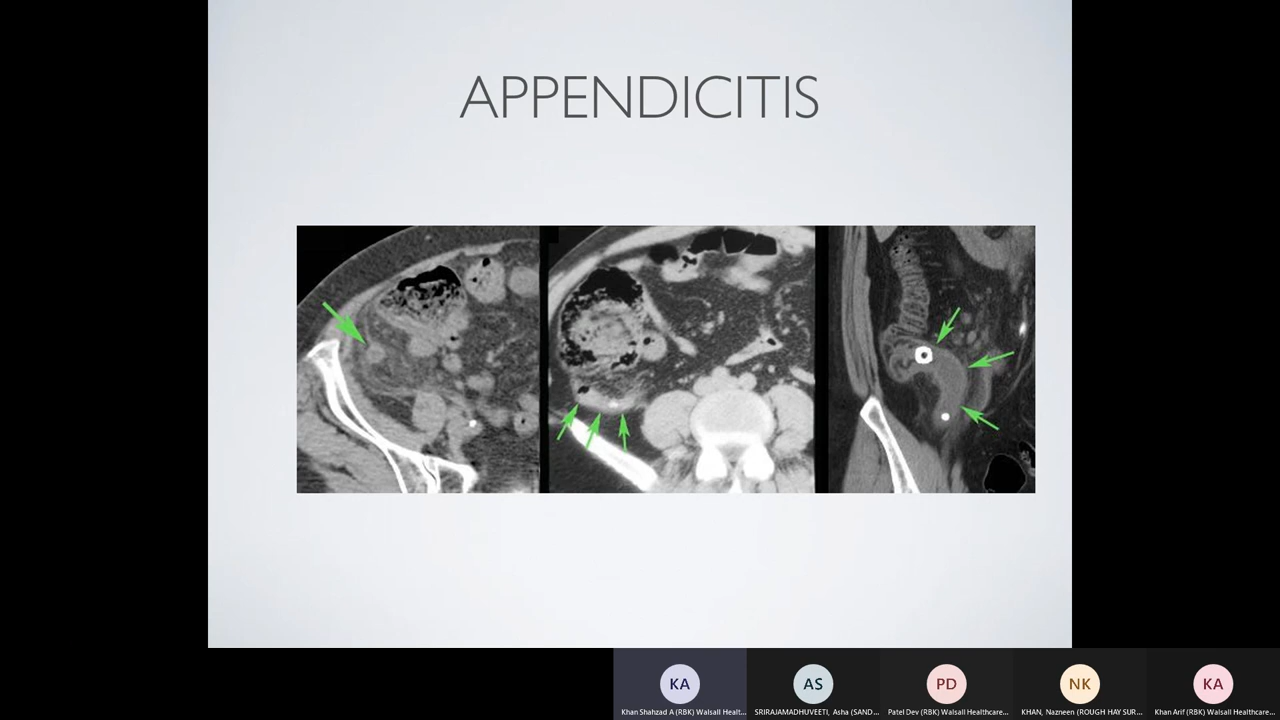 APPENDICITIS
KA
AS
PD
NK
KA
Khan Shahzad A (RBK) Walsall Healt...
SRIRAJAMADHUVEETI, Asha (SAND...
Patel Dev (RBK) Walsall Healthcare...
KHAN, Nazneen (ROUGH HAY SUR...
Khan Arif (RBK) Walsall Healthcare...